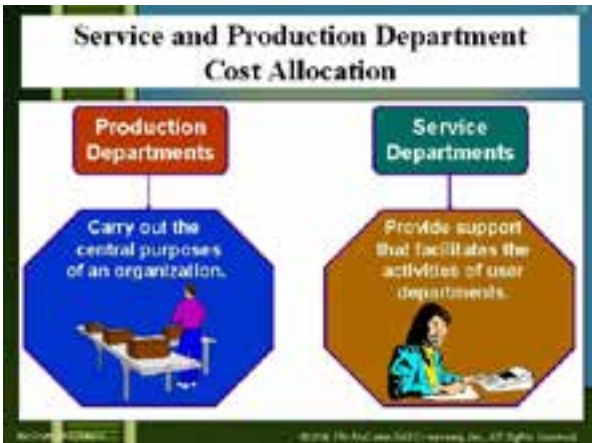 Service and Production Department
Cost Allocation
Production
Departments
Carry out the
central purposes
of an organization.
Service
Departments
Provide support
that facilitates the
activities of user
departments.